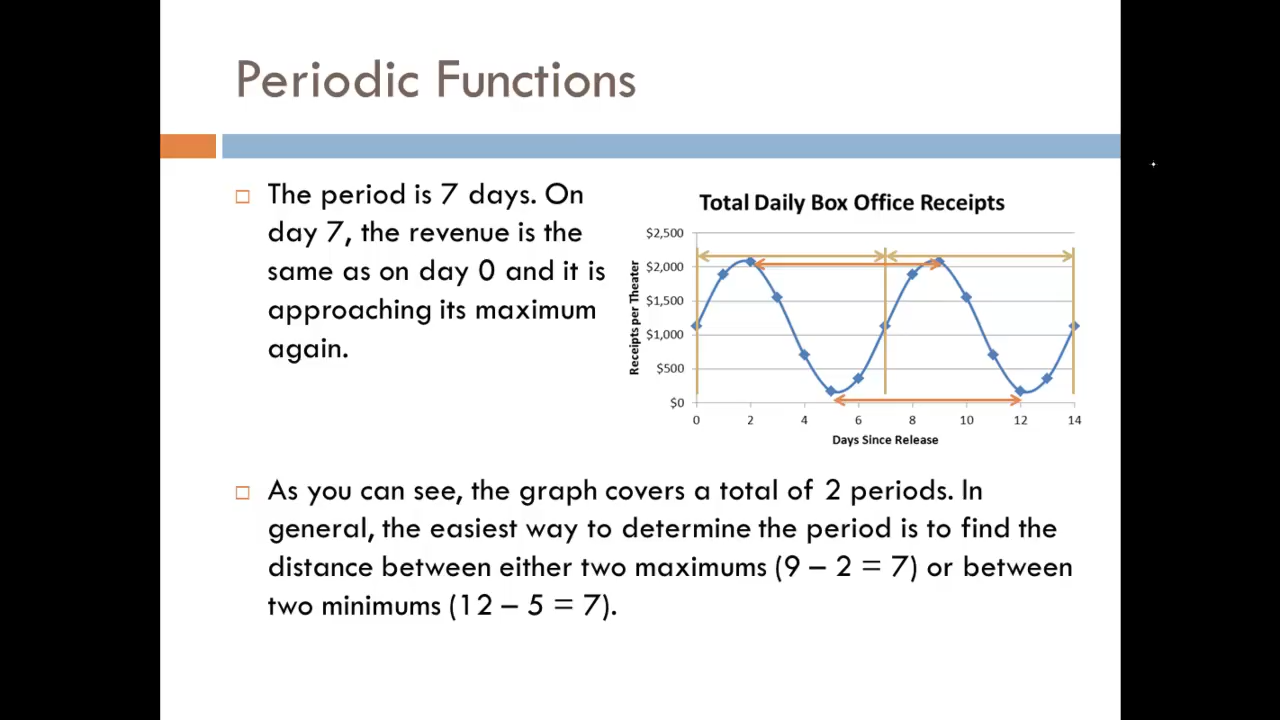 Periodic Functions
The period is 7 days. On
day 7, the revenue is the
same as on day 0 and it is
approaching its maximum
again.
Total Daily Box Office Receipts
Receipts per Theater
$2,500
$2,000
$1,500
$1,000
$500
$0
0 2 4 6 8 10 12 14
Days Since Release
As you can see, the graph covers a total of 2 periods. In
general, the easiest way to determine the period is to find the
distance between either two maximums (9 – 2 = 7) or between
two minimums (12 – 5 = 7).